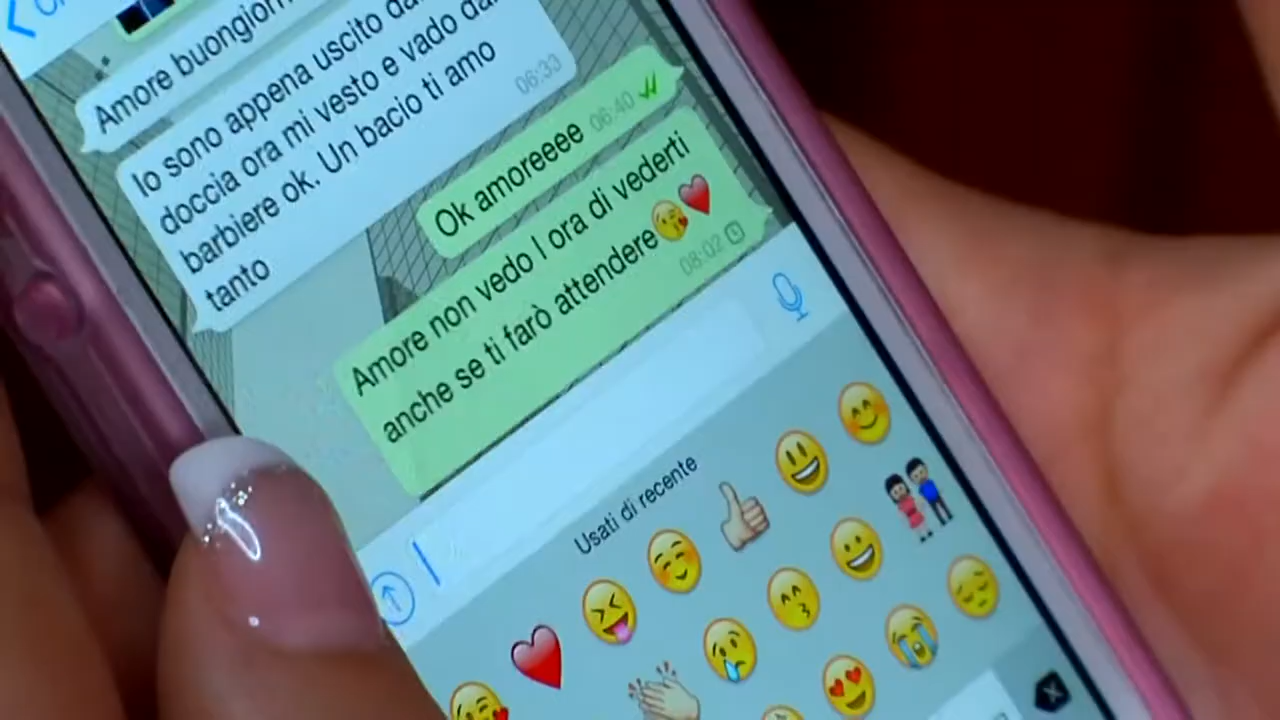 Amore buongiorn
Io sono appena uscito da
doccia ora mi vesto e vado da
barbiere ok. Un bacio ti amo
tanto
06:33
Ok amoreeee 06:40
Amore non vedo l ora di vederti
anche se ti farò attendere
08:02
Usati di recente